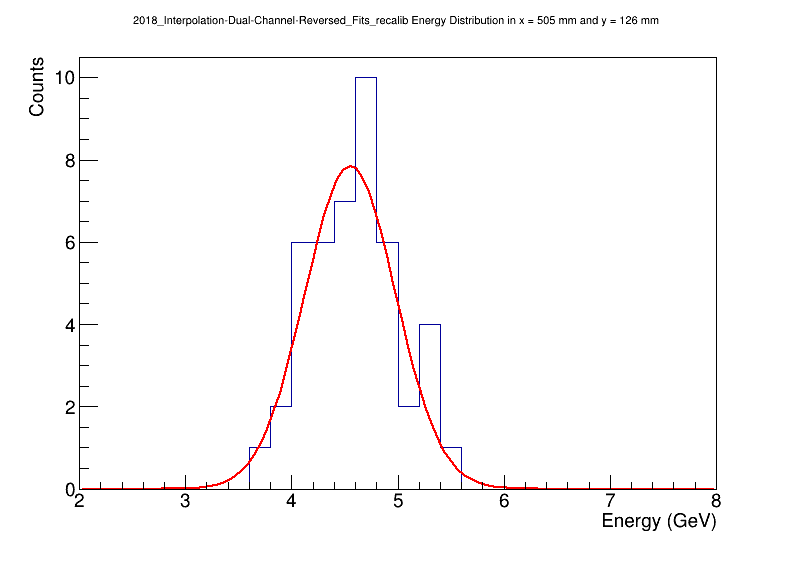 2018_Interpolation-Dual-Channel-Reversed_Fits_recalib Energy Distribution in x = 505 mm and y = 126 mm
Counts
10
8
6
4
2
0
2 3 4 5 6 7 8
Energy (GeV)